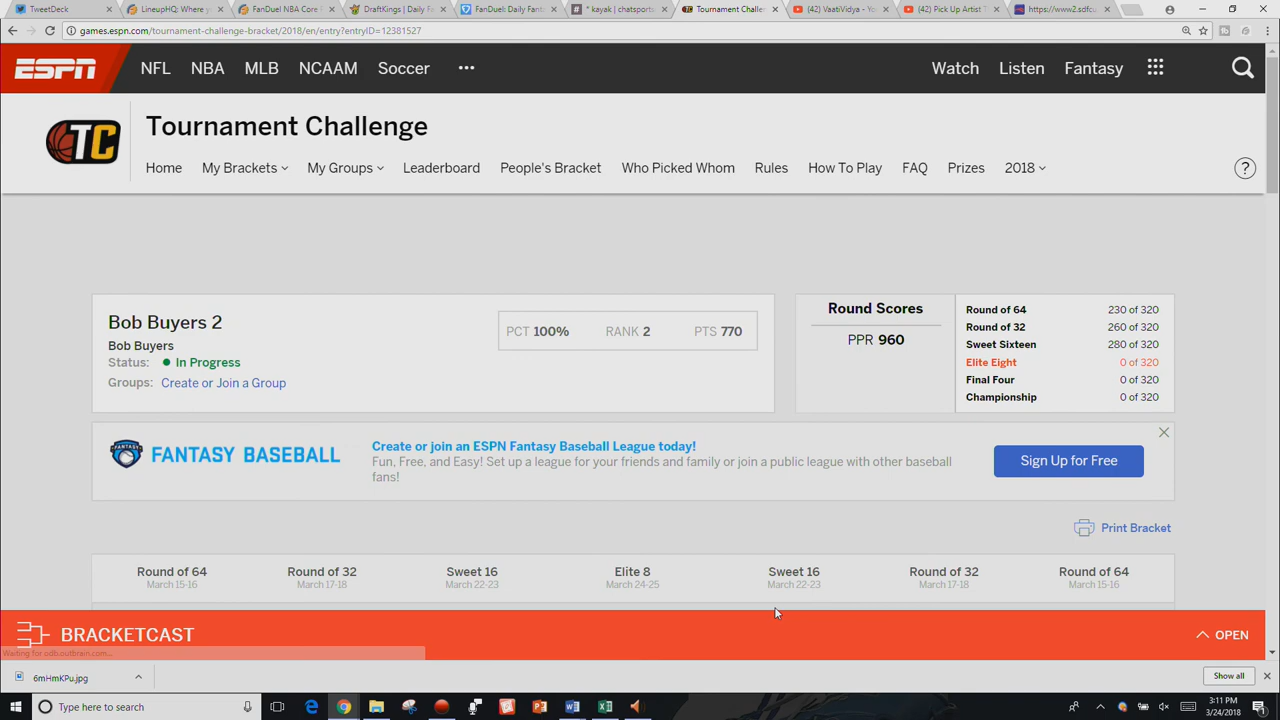 TweetDeck
LineupHQ: Where yo
FanDuel NBA Core
DraftKings | Daily Fa
FanDuel: Daily Fanta
* kayak | chatsports
Tournament Challen
(42) VaatiVidya - Yo
(42) Pick Up Artist T
https://www2.sdfcu
games.espn.com/tournament-challenge-bracket/2018/en/entry?entryID=12381527
ESPN
NFL
NBA
MLB
NCAAM
Soccer
•••
Watch
Listen
Fantasy
TC
Tournament Challenge
Home
My Brackets
My Groups
Leaderboard
People's Bracket
Who Picked Whom
Rules
How To Play
FAQ
Prizes
2018
?
Bob Buyers 2
Bob Buyers
Status: In Progress
Groups: Create or Join a Group
PCT 100% RANK 2 PTS 770
Round Scores
PPR 960
Round of 64 230 of 320
Round of 32 260 of 320
Sweet Sixteen 280 of 320
Elite Eight 0 of 320
Final Four 0 of 320
Championship 0 of 320
FANTASY BASEBALL
Create or join an ESPN Fantasy Baseball League today!
Fun, Free, and Easy! Set up a league for your friends and family or join a public league with other baseball
fans!
Sign Up for Free
Print Bracket
Round of 64
March 15-16
Round of 32
March 17-18
Sweet 16
March 22-23
Elite 8
March 24-25
Sweet 16
March 22-23
Round of 32
March 17-18
Round of 64
March 15-16
BRACKETCAST
OPEN
Waiting for odb.outbrain.com...
6mHmKPu.jpg
Show all
Type here to search
3:11 PM
3/24/2018